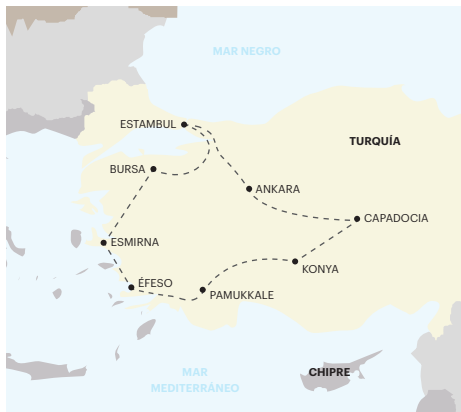 MAR NEGRO
ESTAMBUL
TURQUÍA
BURSA
ANKARA
CAPADOCIA
ESMIRNA
KONYA
ÉFESO
PAMUKKALE
MAR
MEDITERRÁNEO
CHIPRE